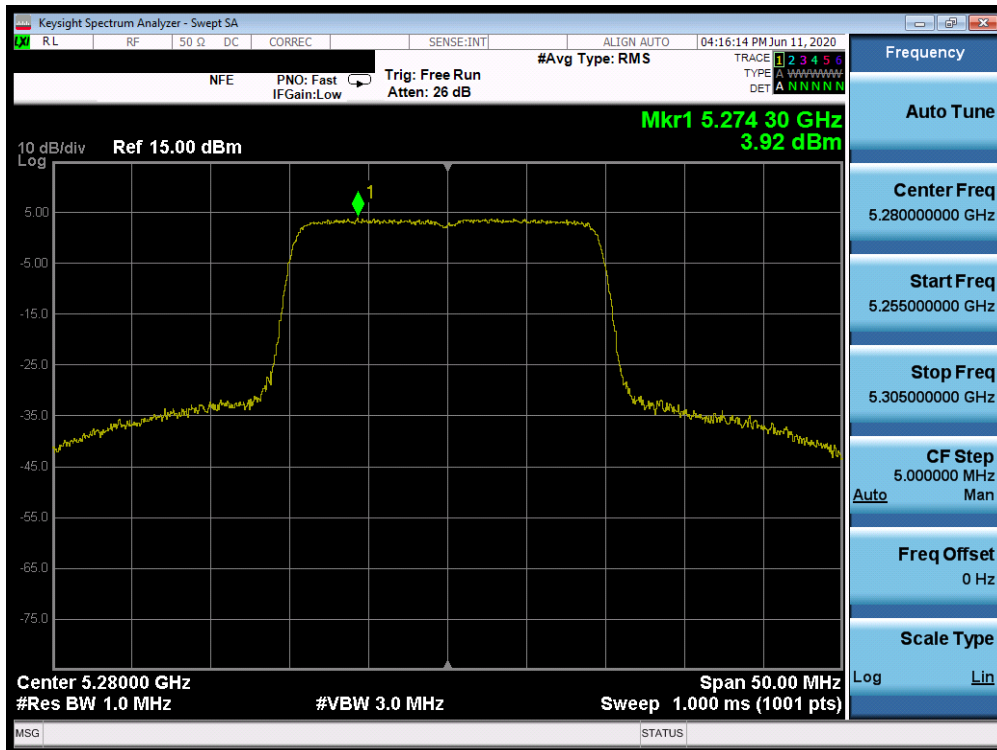 Keysight Spectrum Analyzer - Swept SA
LXI RL RF 50 Ω DC CORREC SENSE:INT ALIGN AUTO 04:16:14 PM Jun 11, 2020
NFE PNO: Fast Trig: Free Run #Avg Type: RMS TRACE 1 2 3 4 5 6
IFGain:Low Atten: 26 dB TYPE A WWWWW
DET A N N N N N
Mkr1 5.274 30 GHz
3.92 dBm
10 dB/div Ref 15.00 dBm
Log
1
5.00
-5.00
-15.0
-25.0
-35.0
-45.0
-55.0
-65.0
-75.0
Center 5.28000 GHz Span 50.00 MHz
#Res BW 1.0 MHz #VBW 3.0 MHz Sweep 1.000 ms (1001 pts)
MSG STATUS
Frequency
Auto Tune
Center Freq
5.280000000 GHz
Start Freq
5.255000000 GHz
Stop Freq
5.305000000 GHz
CF Step
5.000000 MHz
Auto Man
Freq Offset
0 Hz
Scale Type
Log Lin